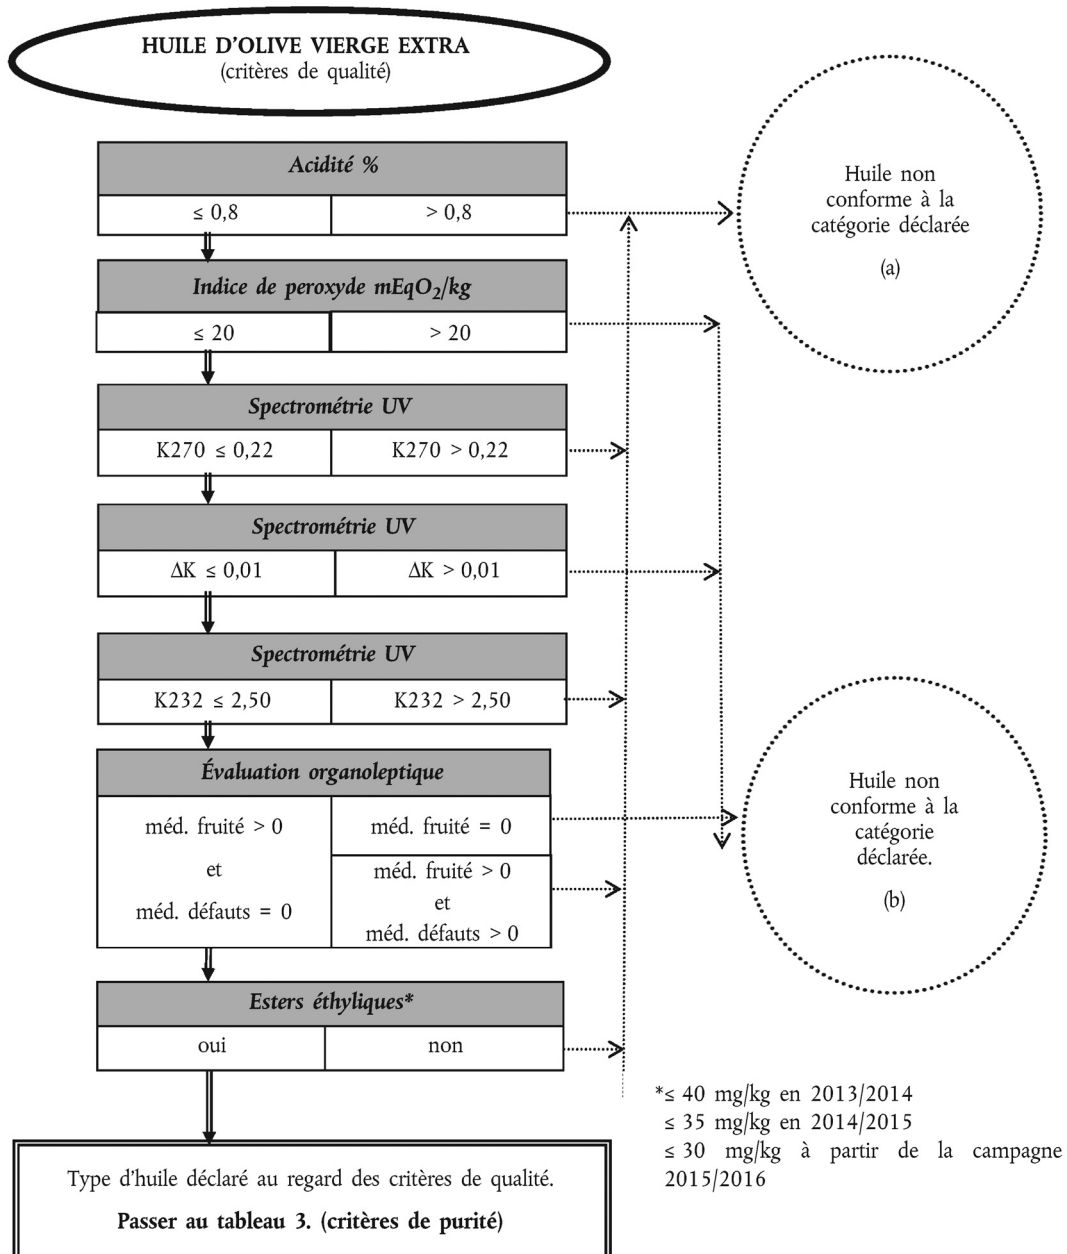 HUILE D'OLIVE VIERGE EXTRA
(critères de qualité)
Acidité %
≤ 0,8
> 0,8
Huile non
conforme à la
catégorie déclarée
(a)
Indice de peroxyde mEqO₂/kg
≤ 20
> 20
Spectrométrie UV
K270 ≤ 0,22
K270 > 0,22
Spectrométrie UV
ΔK ≤ 0,01
ΔK > 0,01
Spectrométrie UV
K232 ≤ 2,50
K232 > 2,50
Évaluation organoleptique
méd. fruité > 0
et
méd. défauts = 0
méd. fruité = 0
méd. fruité > 0
et
méd. défauts > 0
Huile non
conforme à la
catégorie
déclarée.
(b)
Esters éthyliques*
oui
non
*≤ 40 mg/kg en 2013/2014
≤ 35 mg/kg en 2014/2015
≤ 30 mg/kg à partir de la campagne
2015/2016
Type d'huile déclaré au regard des critères de qualité.
Passer au tableau 3. (critères de purité)